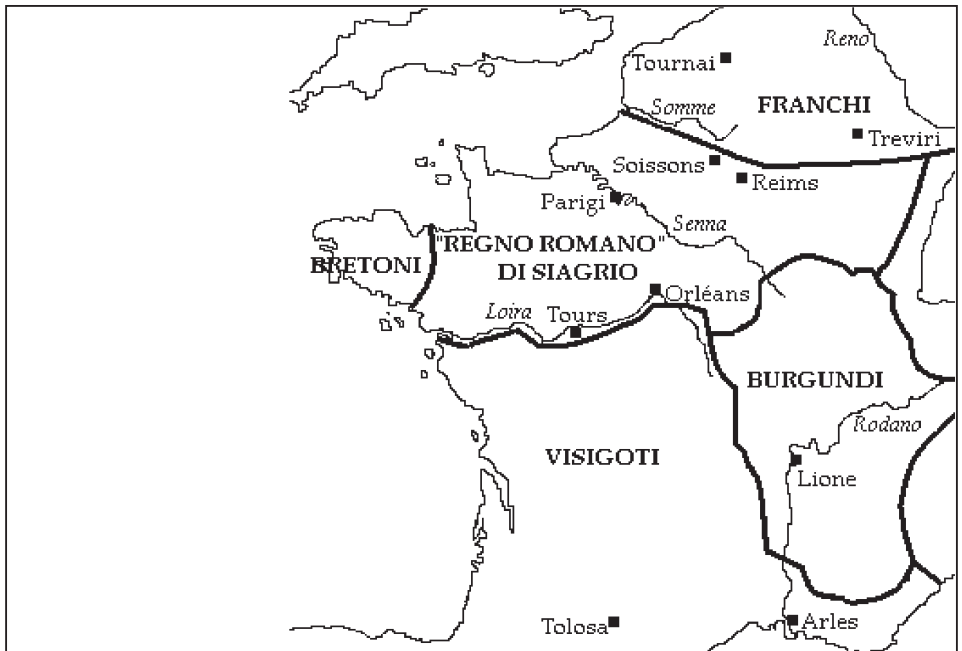 Reno
Tournai
Somme
FRANCHI
Treviri
Soissons
Reims
Parigi
Senna
"REGNO ROMANO"
DI SIAGRIO
BRETONI
Orléans
Loira
Tours
BURGUNDI
Rodano
VISIGOTI
Lione
Tolosa
Arles